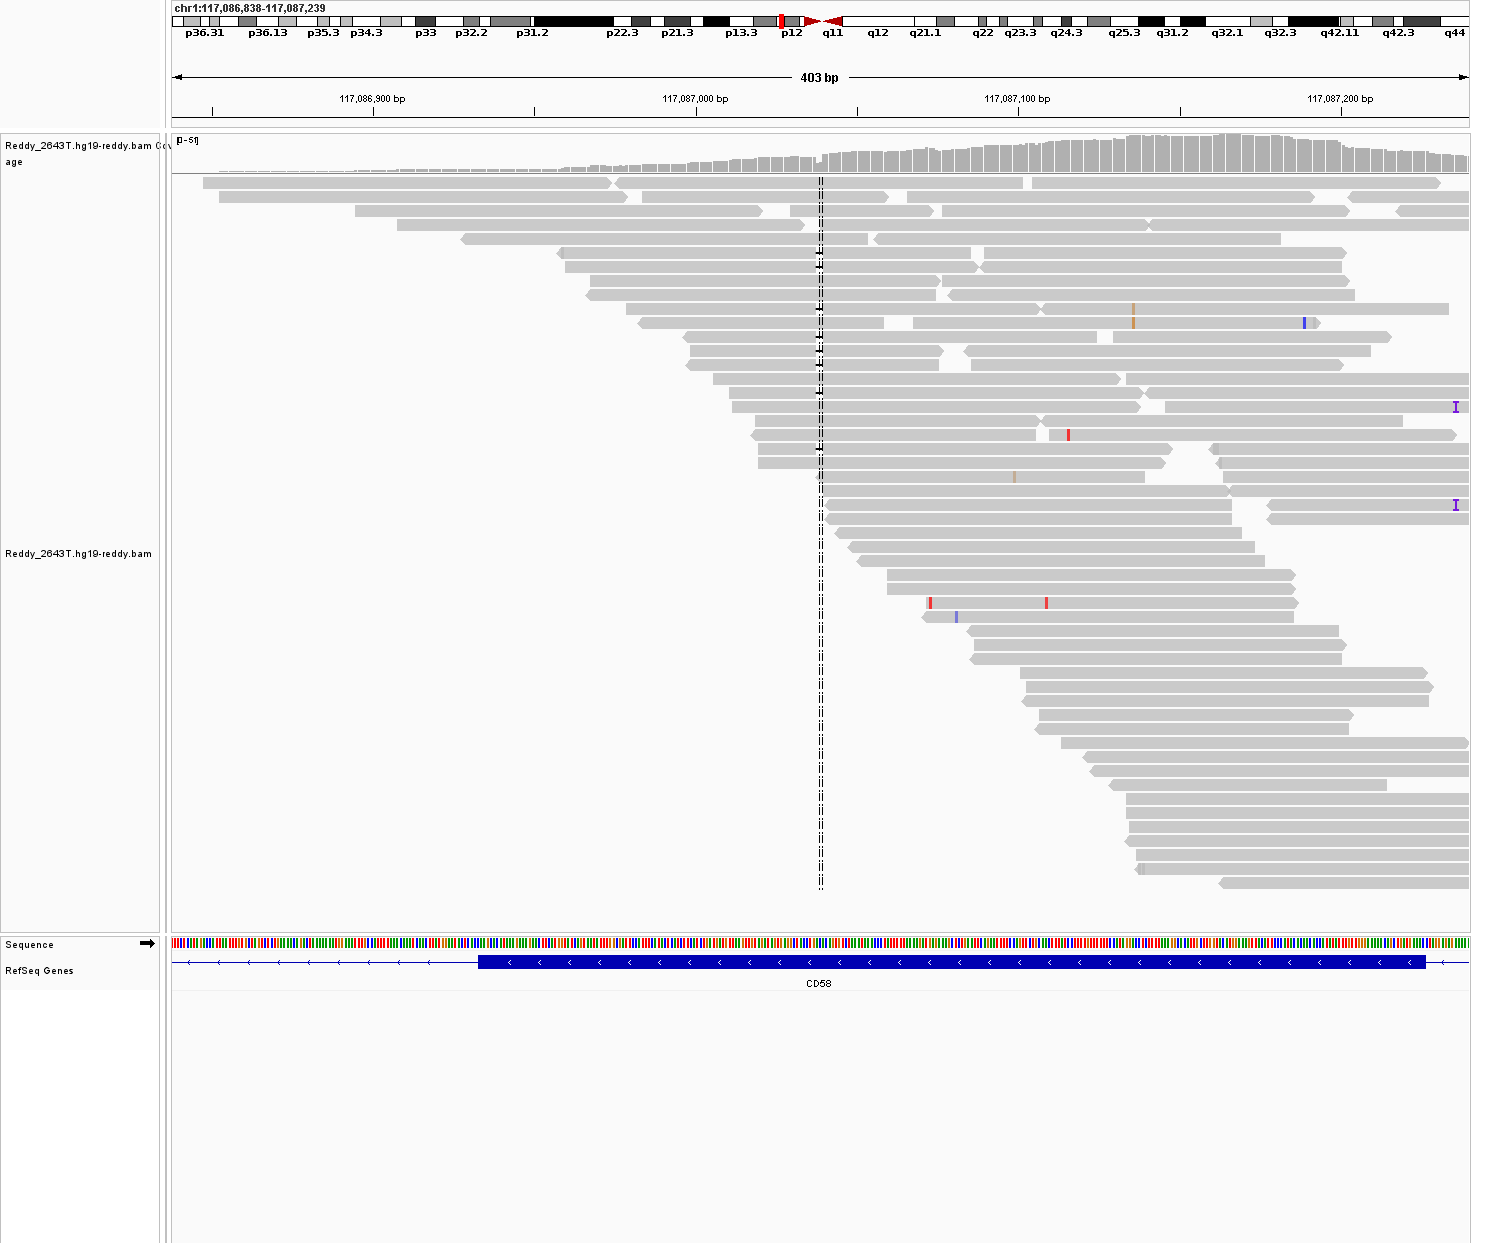 chr1:117,086,838-117,087,239
p36.31 p36.13 p35.3 p34.3 p33 p32.2 p31.2 p22.3 p21.3 p13.3 p12 q11 q12 q21.1 q22 q23.3 q24.3 q25.3 q31.2 q32.1 q32.3 q42.11 q42.3 q44
403 bp
117,086,900 bp 117,087,000 bp 117,087,100 bp 117,087,200 bp
Reddy_2643T.hg19-reddy.bam Cov
age
[0-51]
Reddy_2643T.hg19-reddy.bam
Sequence
RefSeq Genes
CD58